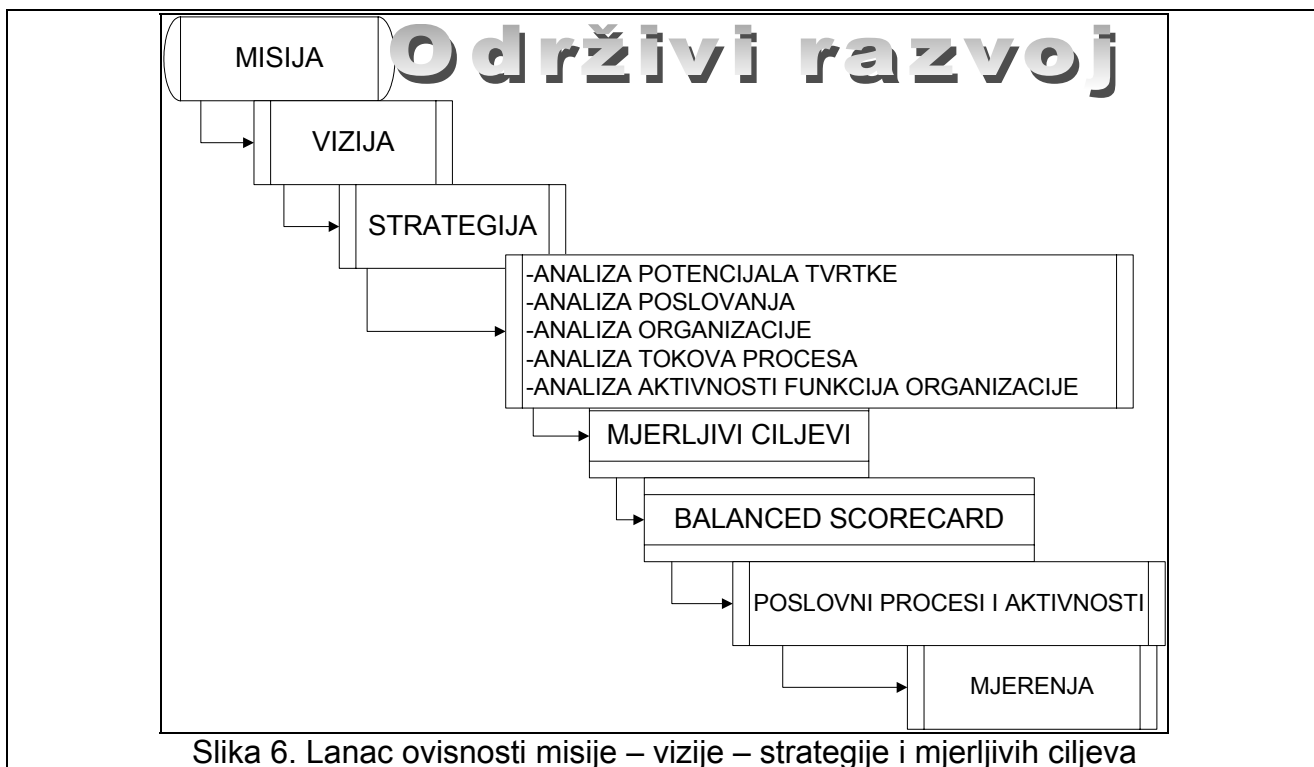 MISIJA
Održivi razvoj
VIZIJA
STRATEGIJA
-ANALIZA POTENCIJALA TVRTKE
-ANALIZA POSLOVANJA
-ANALIZA ORGANIZACIJE
-ANALIZA TOKOVA PROCESA
-ANALIZA AKTIVNOSTI FUNKCIJA ORGANIZACIJE
MJERLJIVI CILJEVI
BALANCED SCORECARD
POSLOVNI PROCESI I AKTIVNOSTI
MJERENJA
Slika 6. Lanac ovisnosti misije – vizije – strategije i mjerljivih ciljeva